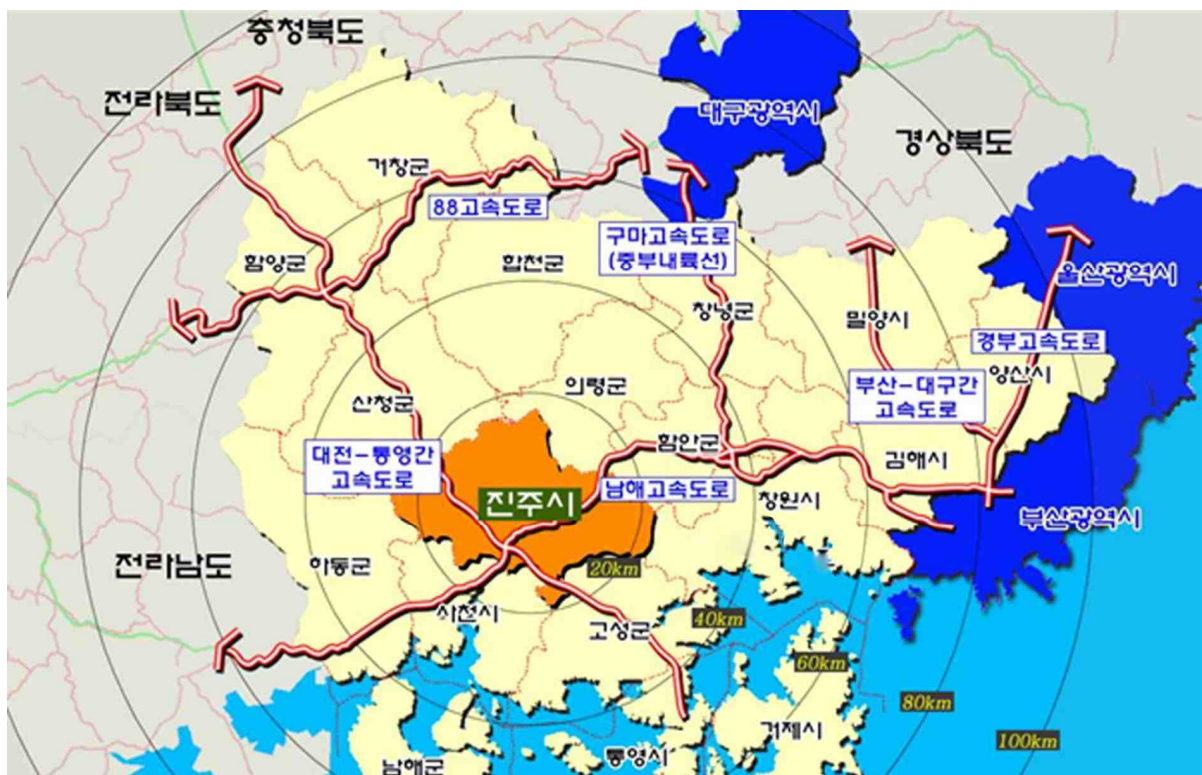 충청북도
전라북도
대구광역시
경상북도
거창군
88고속도로
구마고속도로
(중부내륙선)
함양군
합천군
울산광역시
창녕군
밀양시
경부고속도로
양산시
의령군
산청군
부산-대구간
고속도로
대전-통영간
고속도로
함안군
김해시
남해고속도로
진주시
창원시
부산광역시
전라남도
하동군
20km
사천시
고성군
40km
60km
80km
거제시
100km
통영시
남해군